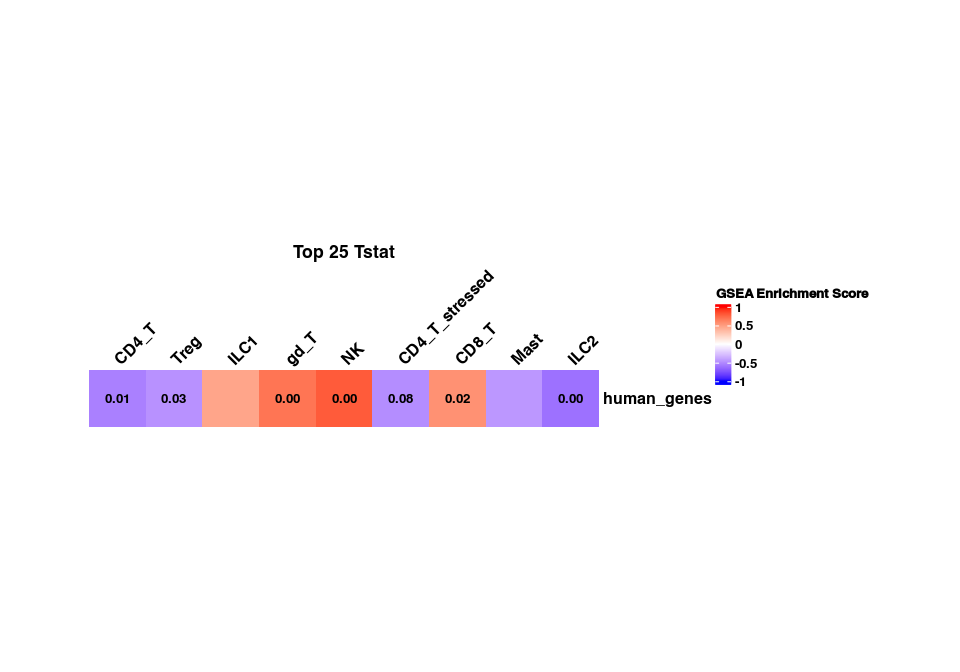 Top 25 Tstat
CD4_T
Treg
ILC1
gd_T
NK
CD4_T_stressed
CD8_T
Mast
ILC2
0.01 0.03 0.00 0.00 0.08 0.02 0.00 human_genes
GSEA Enrichment Score
1
0.5
0
-0.5
-1